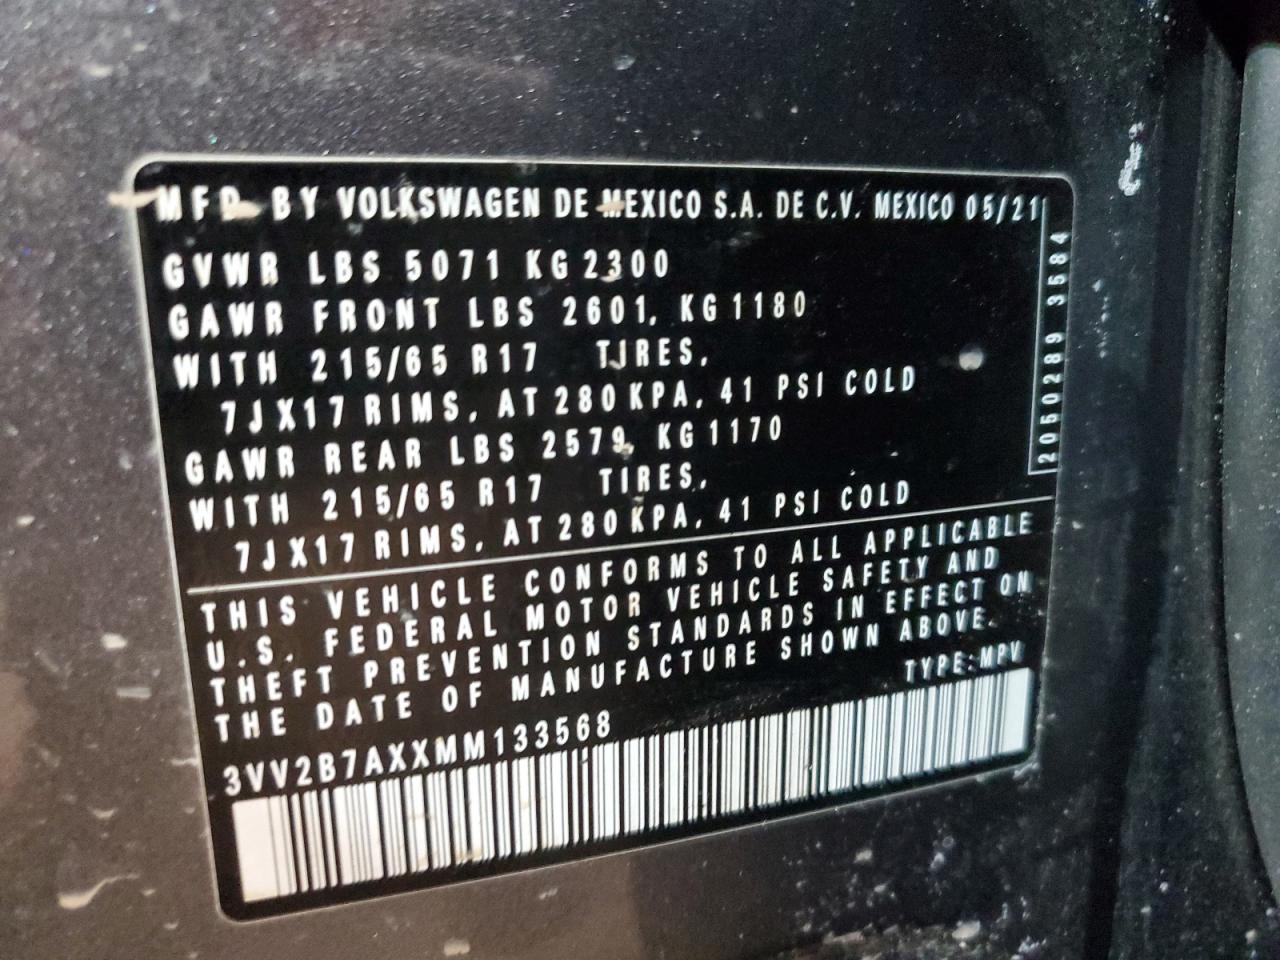 MFD. BY VOLKSWAGEN DE MEXICO S.A. DE C.V. MEXICO 05/21
GVWR LBS 5071 KG 2300
GAWR FRONT LBS 2601, KG 1180
WITH 215/65 R17 TIRES,
7JX17 RIMS, AT 280 KPA, 41 PSI COLD
GAWR REAR LBS 2579, KG 1170
WITH 215/65 R17 TIRES,
7JX17 RIMS, AT 280 KPA, 41 PSI COLD
2050289 3584
THIS VEHICLE CONFORMS TO ALL APPLICABLE
U.S. FEDERAL MOTOR VEHICLE SAFETY AND
THEFT PREVENTION STANDARDS IN EFFECT ON
THE DATE OF MANUFACTURE SHOWN ABOVE.
TYPE: MPV
3VV2B7AXXMM133568